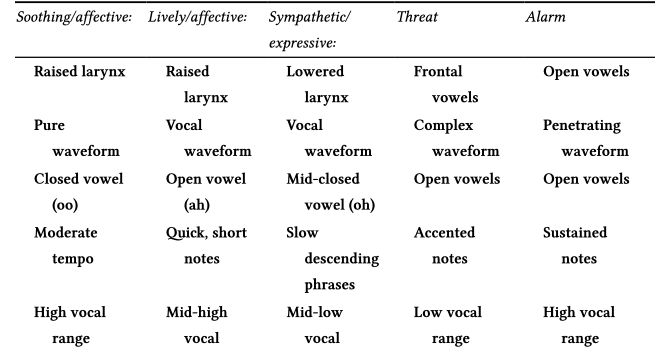 Soothing/affective: Lively/affective: Sympathetic/ Threat Alarm
expressive:
Raised larynx Raised Lowered Frontal Open vowels
larynx larynx vowels
Pure Vocal Vocal Complex Penetrating
waveform waveform waveform waveform waveform
Closed vowel Open vowel Mid-closed Open vowels Open vowels
(oo) (ah) vowel (oh)
Moderate Quick, short Slow Accented Sustained
tempo notes descending notes notes
phrases
High vocal Mid-high Mid-low Low vocal High vocal
range vocal vocal range range